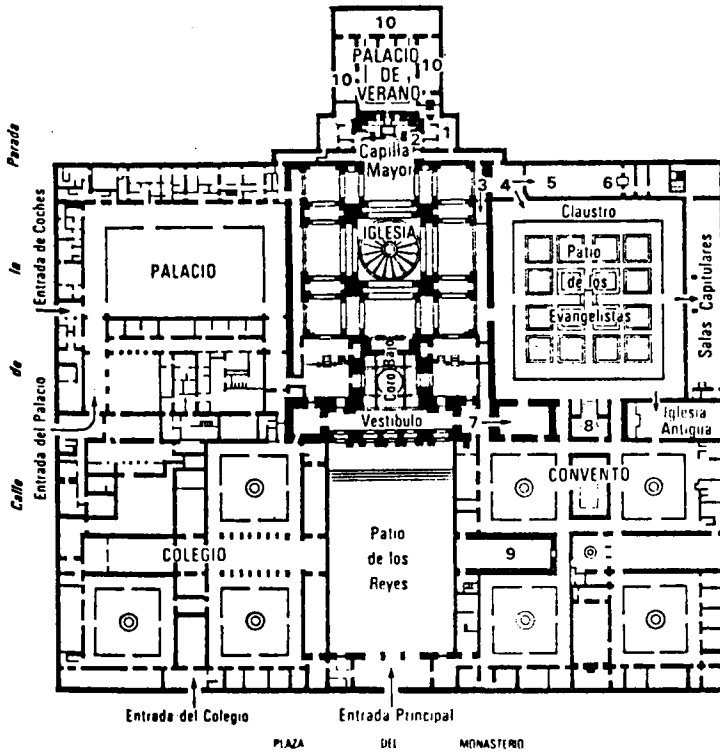 10
PALACIO
DE
VERANO
10
10
1
2
Capilla
Mayor
3
4
5
6
Claustro
IGLESIA
PALACIO
Patio
de los
Evangelistas
Salas Capitulares
Coro Bajo
Vestíbulo
7
8
Iglesia
Antigua
CONVENTO
Patio
de los
Reyes
COLEGIO
9
Parada
la
de
Calle
Entrada de Coches
Entrada del Palacio
Entrada del Colegio
Entrada Principal
PLAZA DEL MONASTERIO